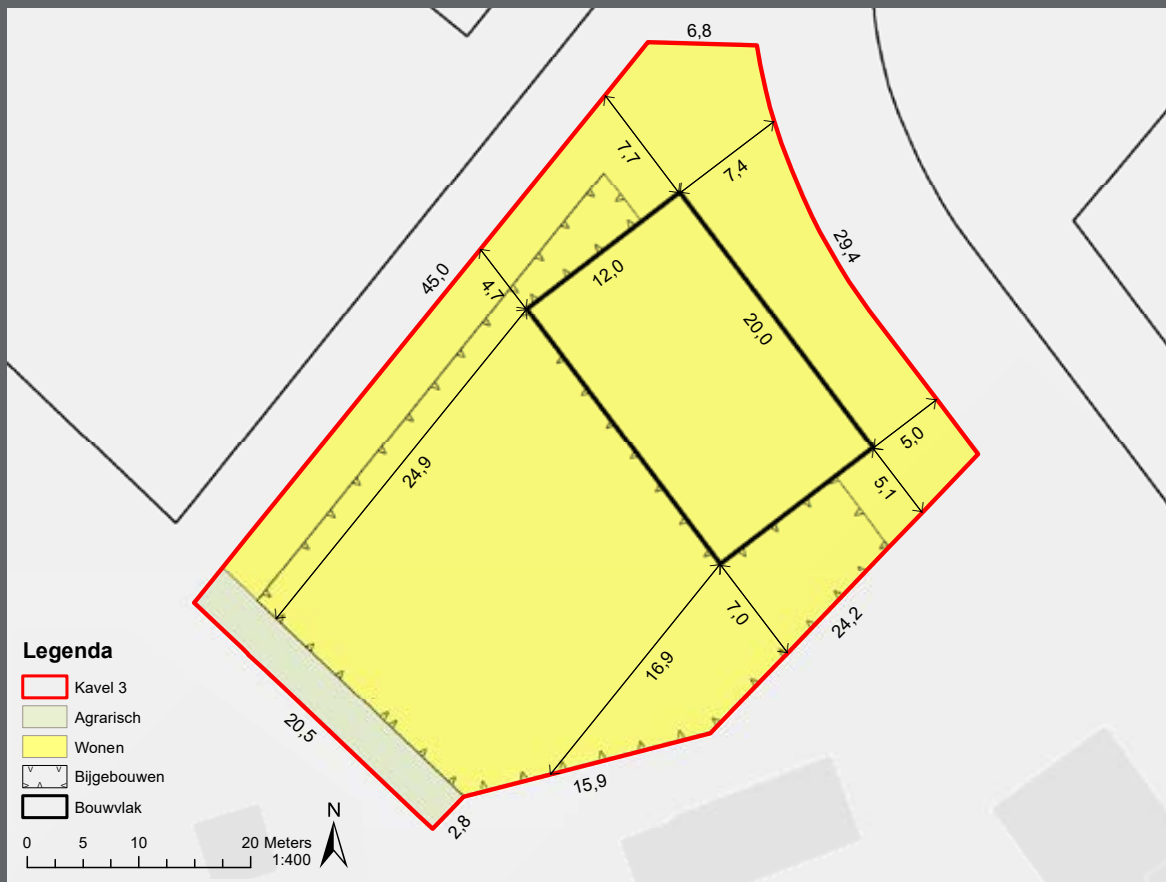 6,8
7,7
7,4
29,4
45,0
4,7
12,0
20,0
24,9
5,0
5,1
7,0
24,2
16,9
15,9
20,5
2,8
Legenda
Kavel 3
Agrarisch
Wonen
Bijgebouwen
Bouwvlak
N
0 5 10 20 Meters
1:400